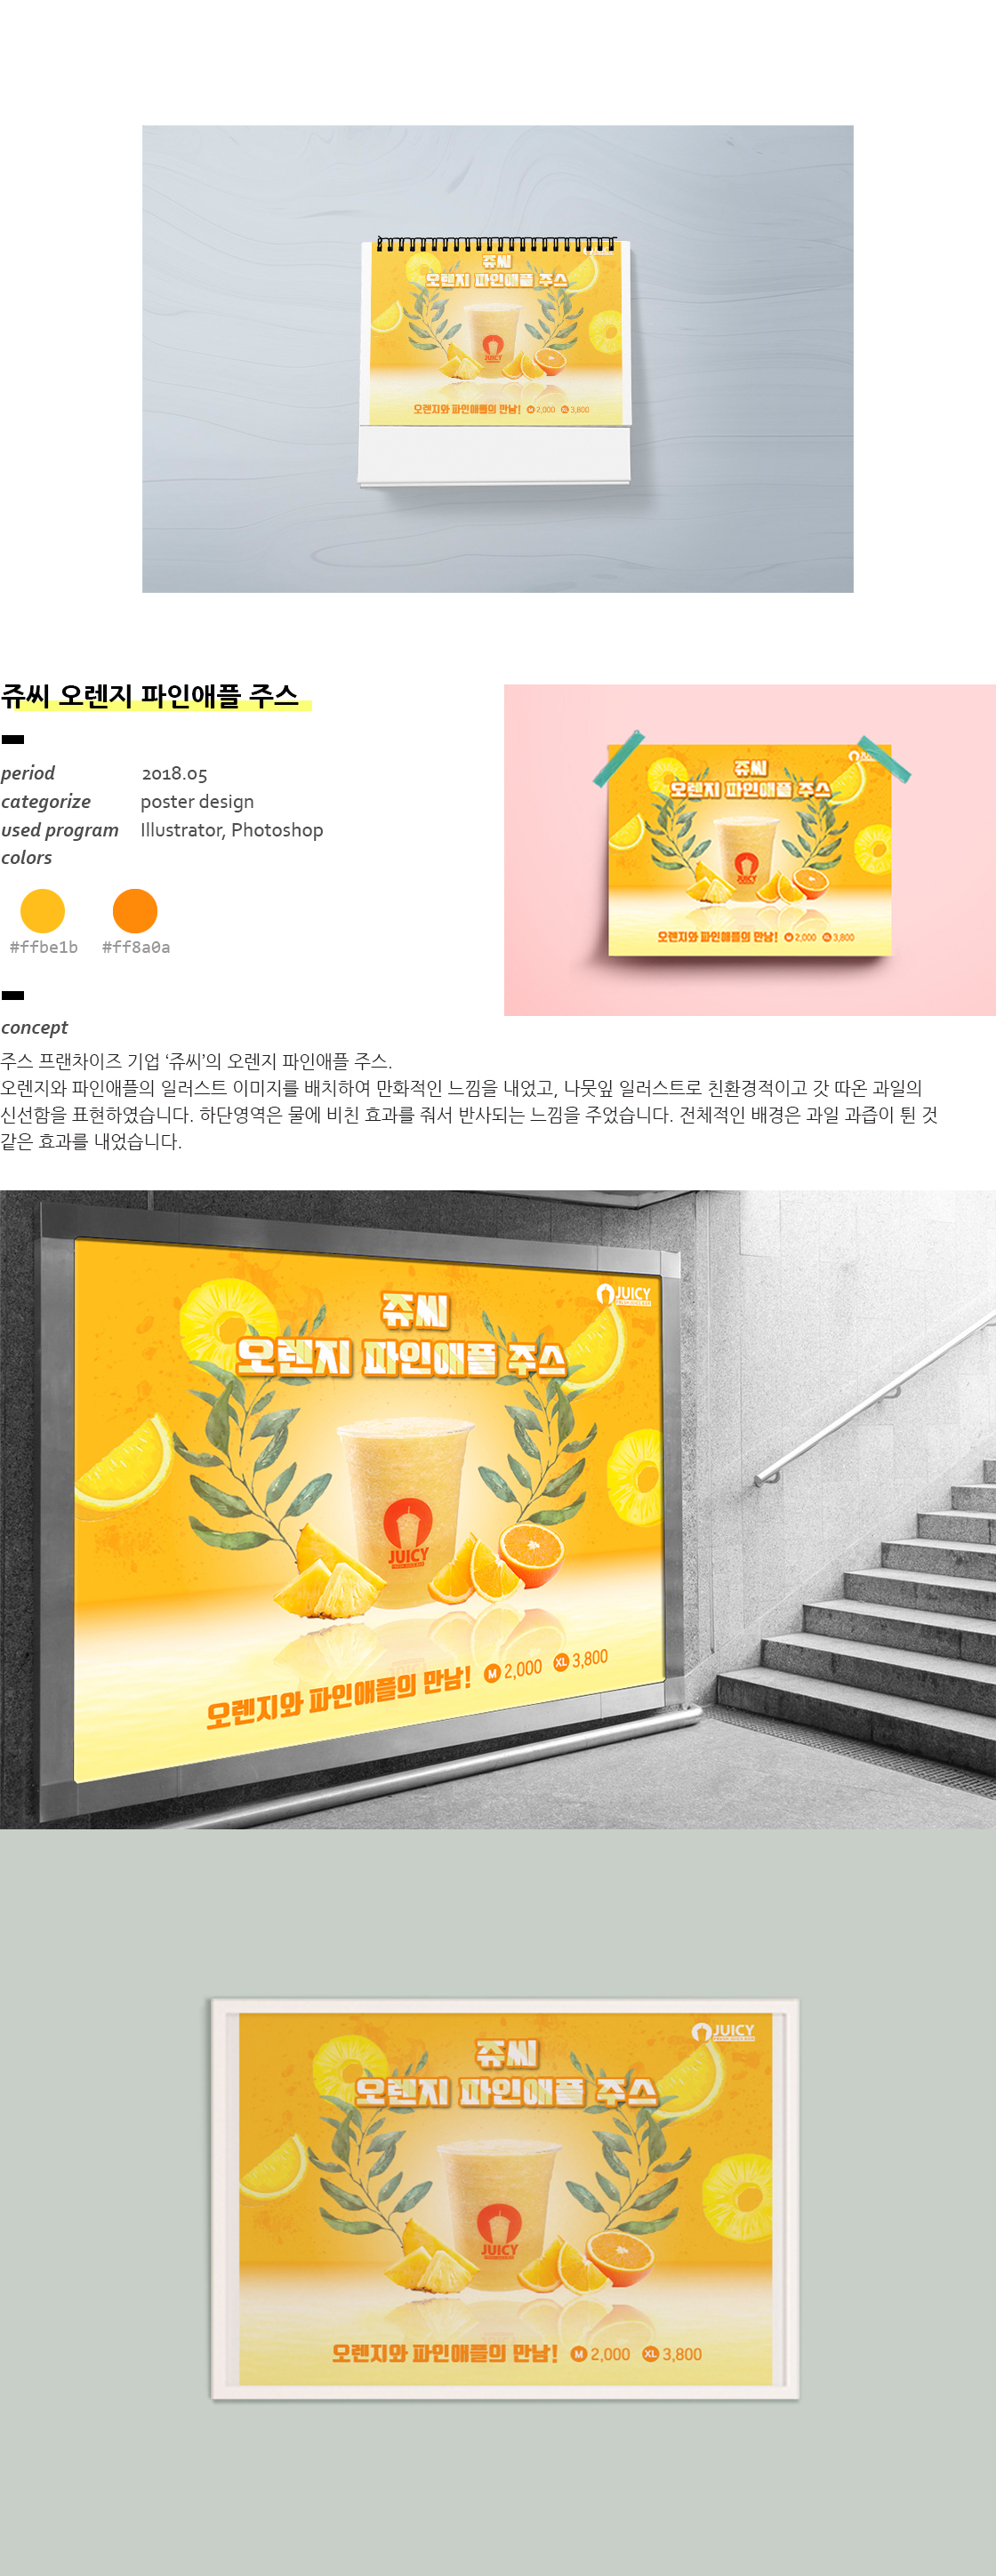 쥬씨
오렌지 파인애플 주스
JUICY
오렌지와 파인애플의 만남! M 2,000 XL 3,800
쥬씨 오렌지 파인애플 주스
period 2018.05
categorize poster design
used program Illustrator, Photoshop
colors
#ffbe1b #ff8a0a
concept
주스 프랜차이즈 기업 ‘쥬씨’의 오렌지 파인애플 주스.
오렌지와 파인애플의 일러스트 이미지를 배치하여 만화적인 느낌을 내었고, 나뭇잎 일러스트로 친환경적이고 갓 따온 과일의
신선함을 표현하였습니다. 하단영역은 물에 비친 효과를 줘서 반사되는 느낌을 주었습니다. 전체적인 배경은 과일 과즙이 튄 것
같은 효과를 내었습니다.
쥬씨
오렌지 파인애플 주스
JUICY
오렌지와 파인애플의 만남! M 2,000 XL 3,800
JUICY
쥬씨
오렌지 파인애플 주스
JUICY
오렌지와 파인애플의 만남! M 2,000 XL 3,800
JUICY
쥬씨
오렌지 파인애플 주스
JUICY
오렌지와 파인애플의 만남! M 2,000 XL 3,800